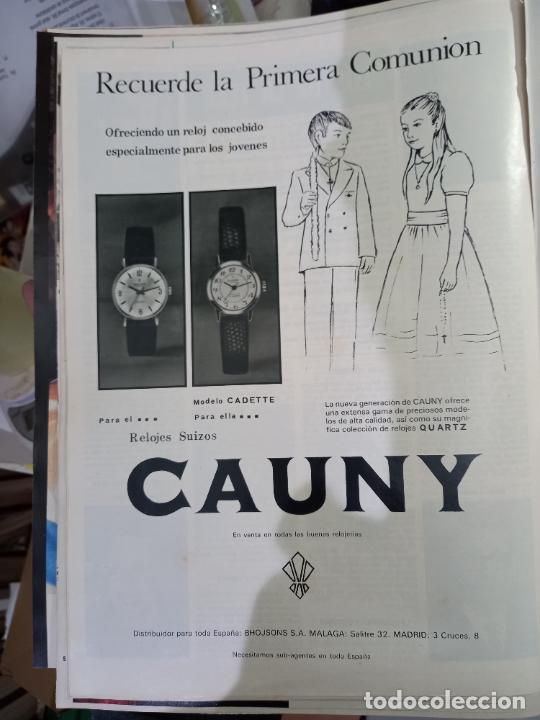 Recuerde la Primera Comunion
Ofreciendo un reloj concebido
especialmente para los jovenes
Modelo CADETTE
Para el ...
Para ella ...
La nueva generación de CAUNY ofrece
una extensa gama de preciosos mode-
los de alta calidad, así como su magní-
fica colección de relojes QUARTZ
Relojes Suizos
CAUNY
En venta en todas las buenas relojerías
Distribuidor para toda España: BHOJSONS S.A. MALAGA: Salitre 32. MADRID: 3 Cruces, 8
Necesitamos sub-agentes en toda España
todocoleccion.net